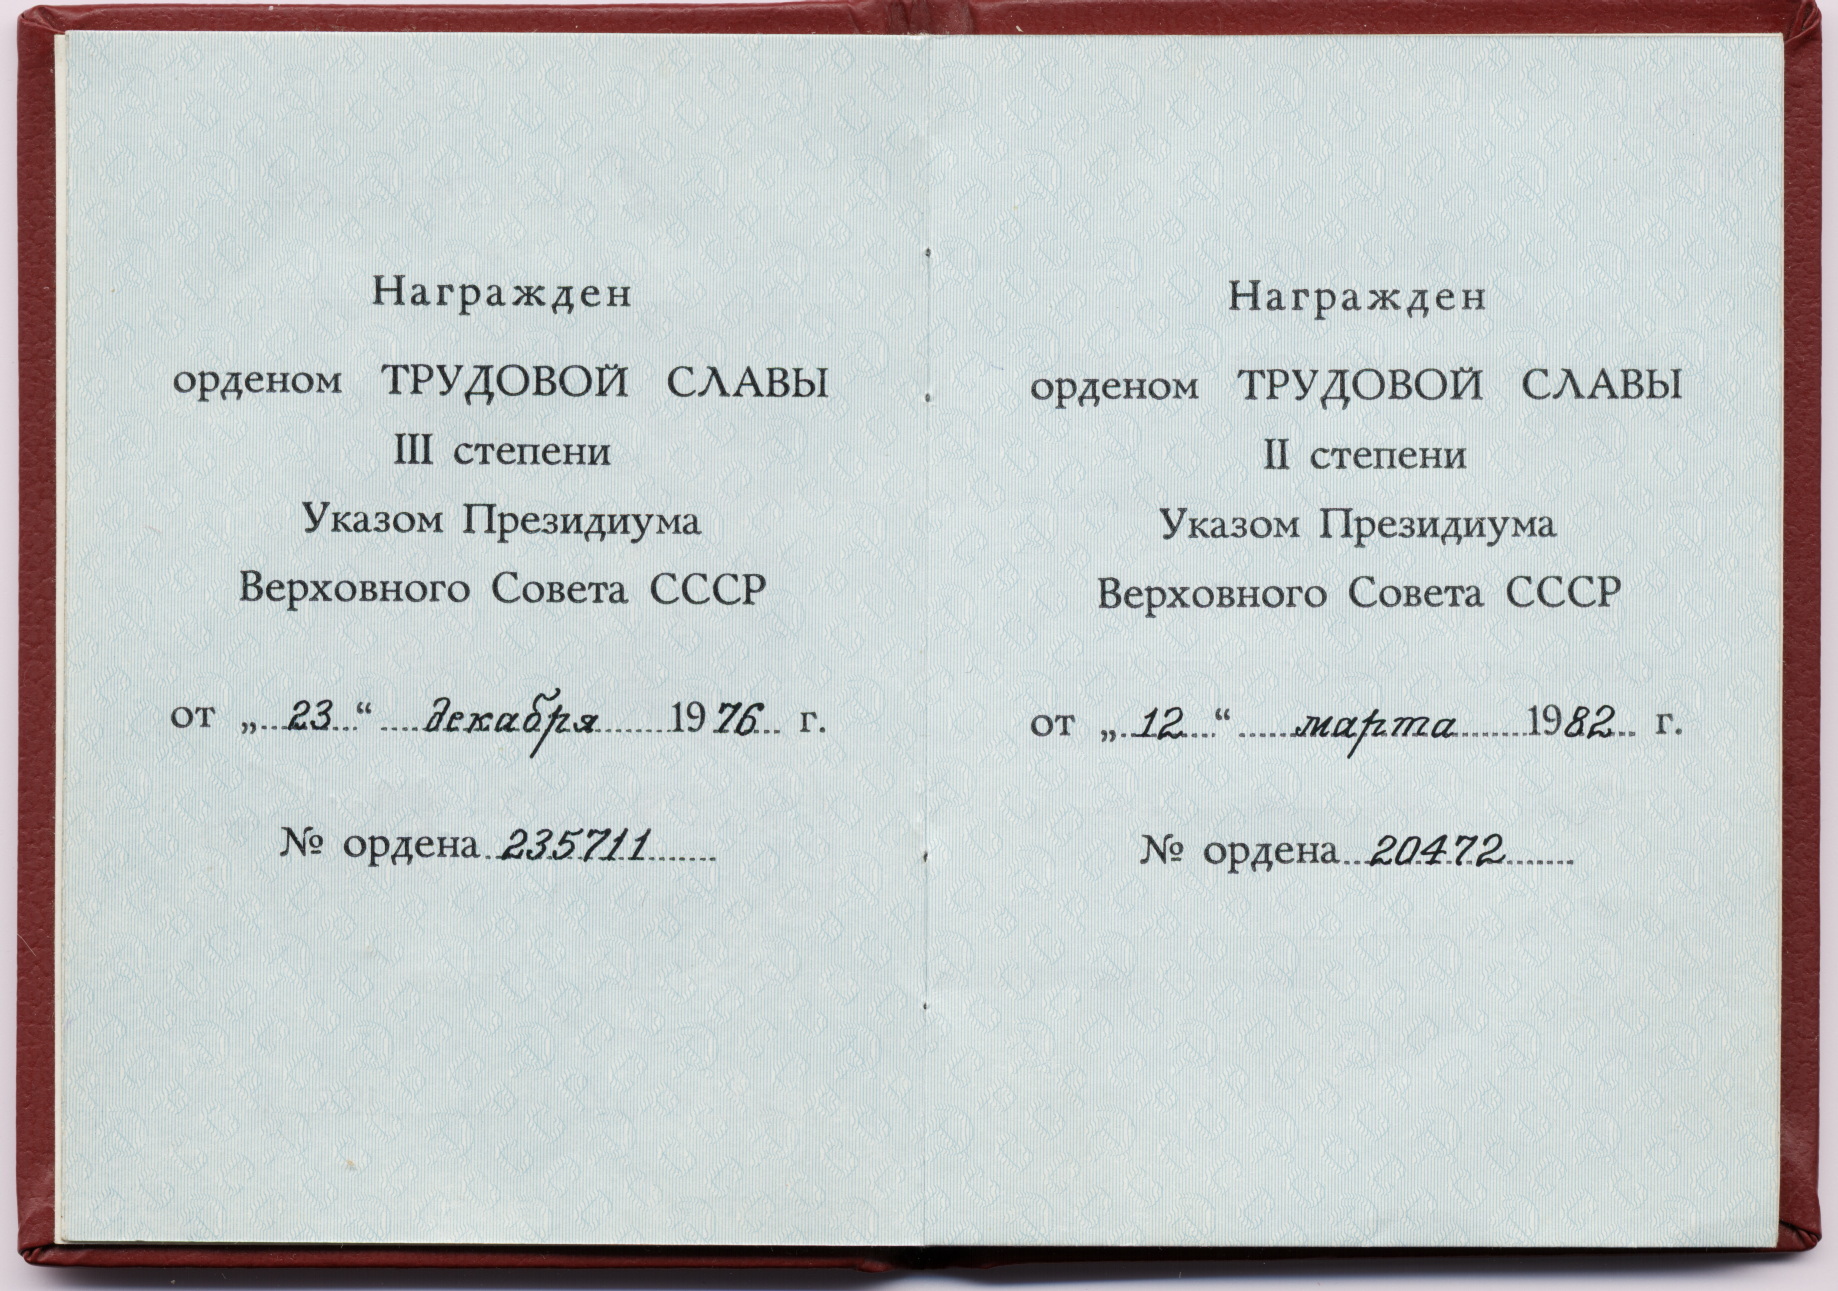 Награжден
орденом ТРУДОВОЙ СЛАВЫ
III степени
Указом Президиума
Верховного Совета СССР
от „ 23 “ декабря 1976 г.
№ ордена 235711
Награжден
орденом ТРУДОВОЙ СЛАВЫ
II степени
Указом Президиума
Верховного Совета СССР
от „ 12 “ марта 1982 г.
№ ордена 20472